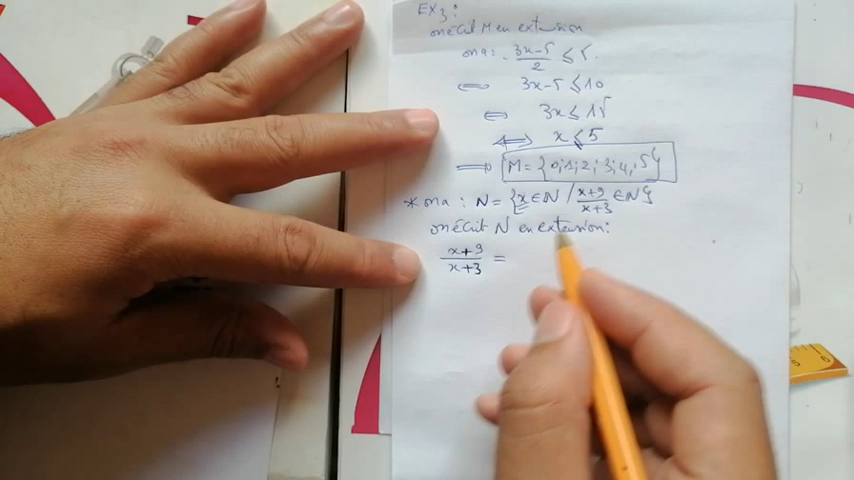 EX3:
on écrit M en extension
on a: 3x-5/2 ≤ 5
⟺ 3x-5 ≤ 10
⟺ 3x ≤ 15
⟺ x ≤ 5
⟹ M = {0;1;2;3;4;5}
* on a : N = {x ∈ N / x+9/x+3 ∈ N}
on écrit N en extension:
x+9/x+3 =
6